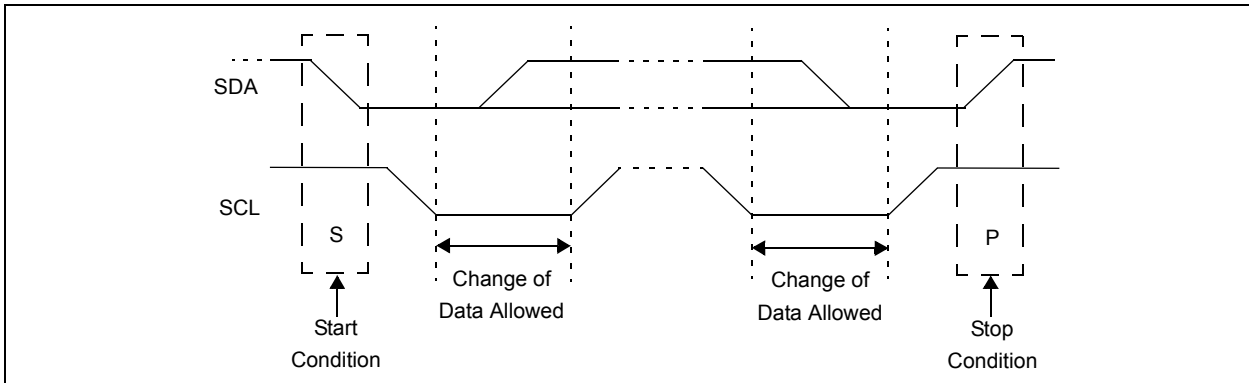 SDA
SCL
S
P
Change of
Data Allowed
Change of
Data Allowed
Start
Condition
Stop
Condition